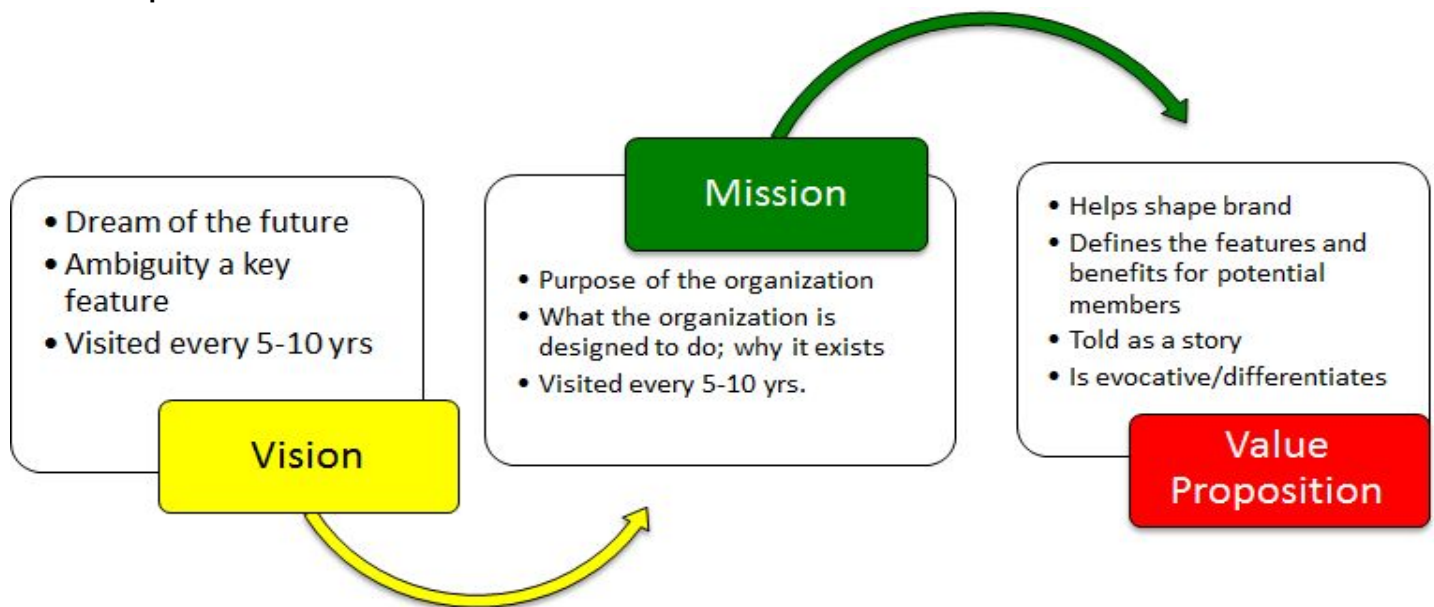 • Dream of the future
• Ambiguity a key
feature
• Visited every 5-10 yrs
Vision
Mission
• Purpose of the organization
• What the organization is
designed to do; why it exists
• Visited every 5-10 yrs.
• Helps shape brand
• Defines the features and
benefits for potential
members
• Told as a story
• Is evocative/differentiates
Value
Proposition